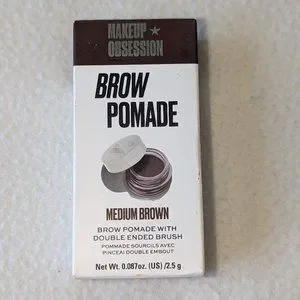 MAKEUP ★
OBSESSION
BROW
POMADE
MEDIUM BROWN
BROW POMADE WITH
DOUBLE ENDED BRUSH
POMMADE SOURCILS AVEC
PINCEAI DOUBLE EMBOUT
Net Wt. 0.087oz. (US) /2.5 g